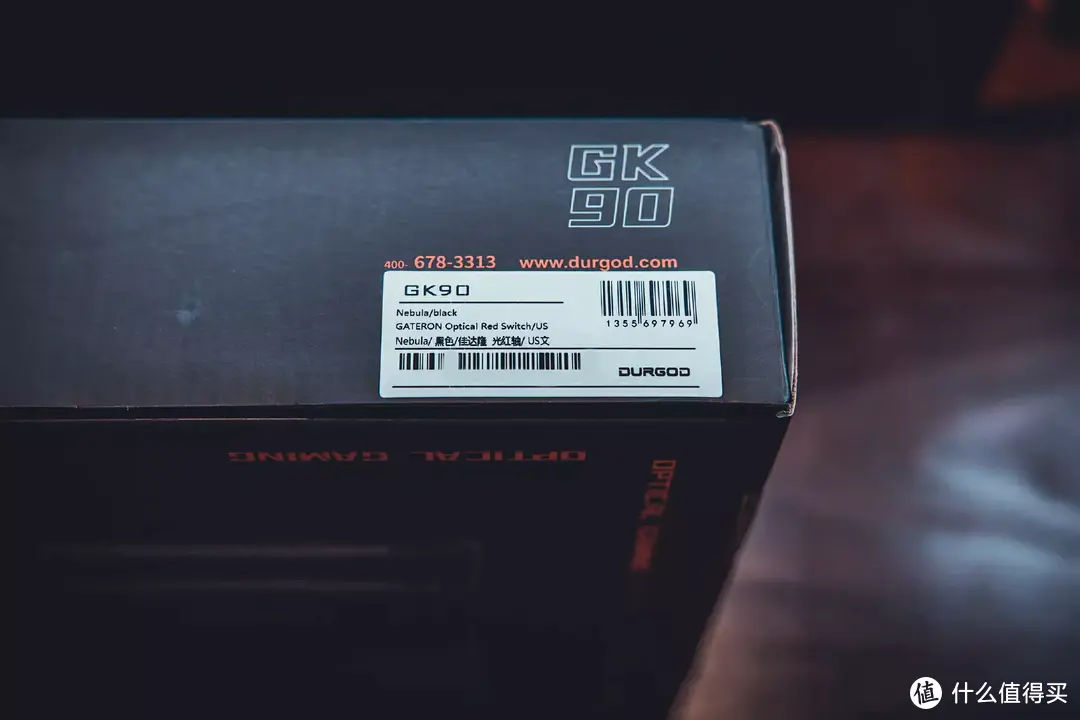 GK
90
400- 678-3313 www.durgod.com
GK90
Nebula/black
GATERON Optical Red Switch/US
Nebula/ 黑色/佳达隆 光红轴/ US文
1355697969
DURGOD
OPTICAL GAMING
OPTICAL GAMING
值 什么值得买